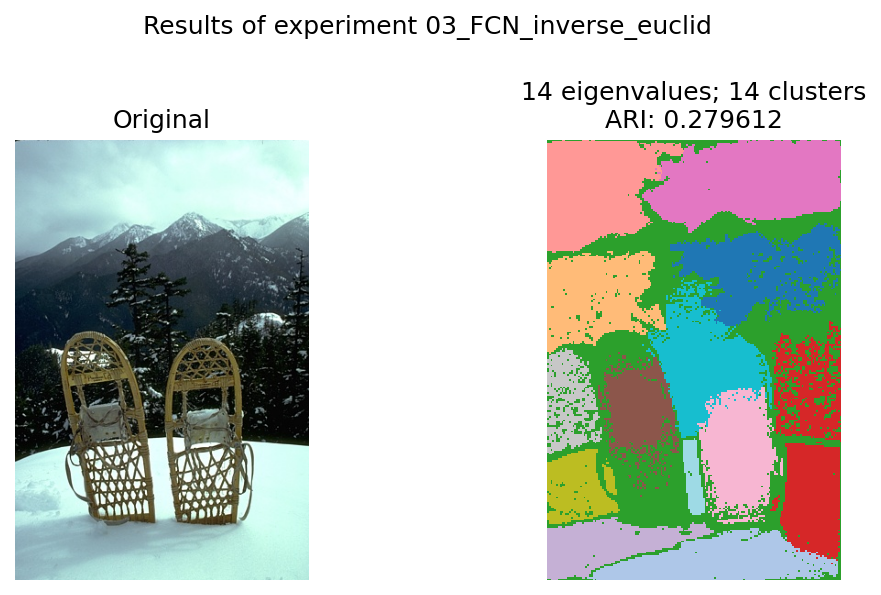 Results of experiment 03_FCN_inverse_euclid
Original
14 eigenvalues; 14 clusters
ARI: 0.279612